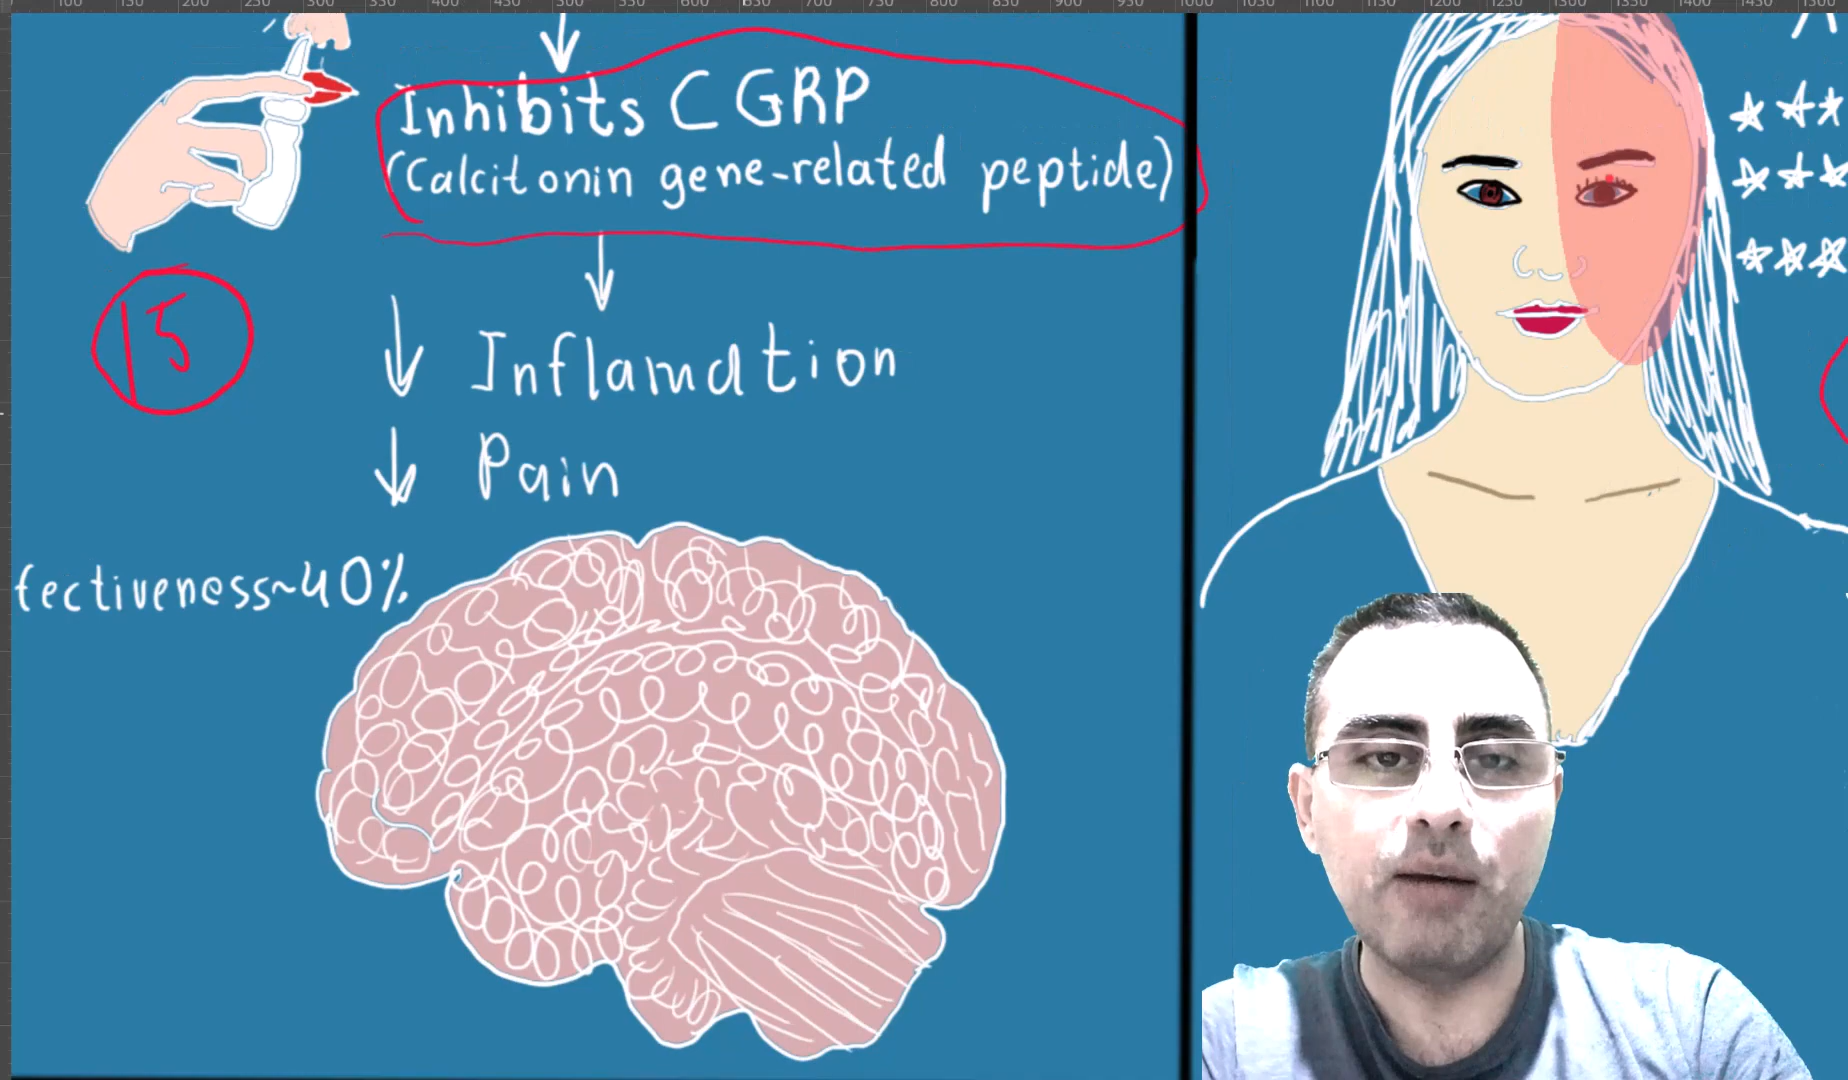 Inhibits CGRP
(Calcitonin gene-related peptide)
15
Inflamation
Pain
fectiveness~40%